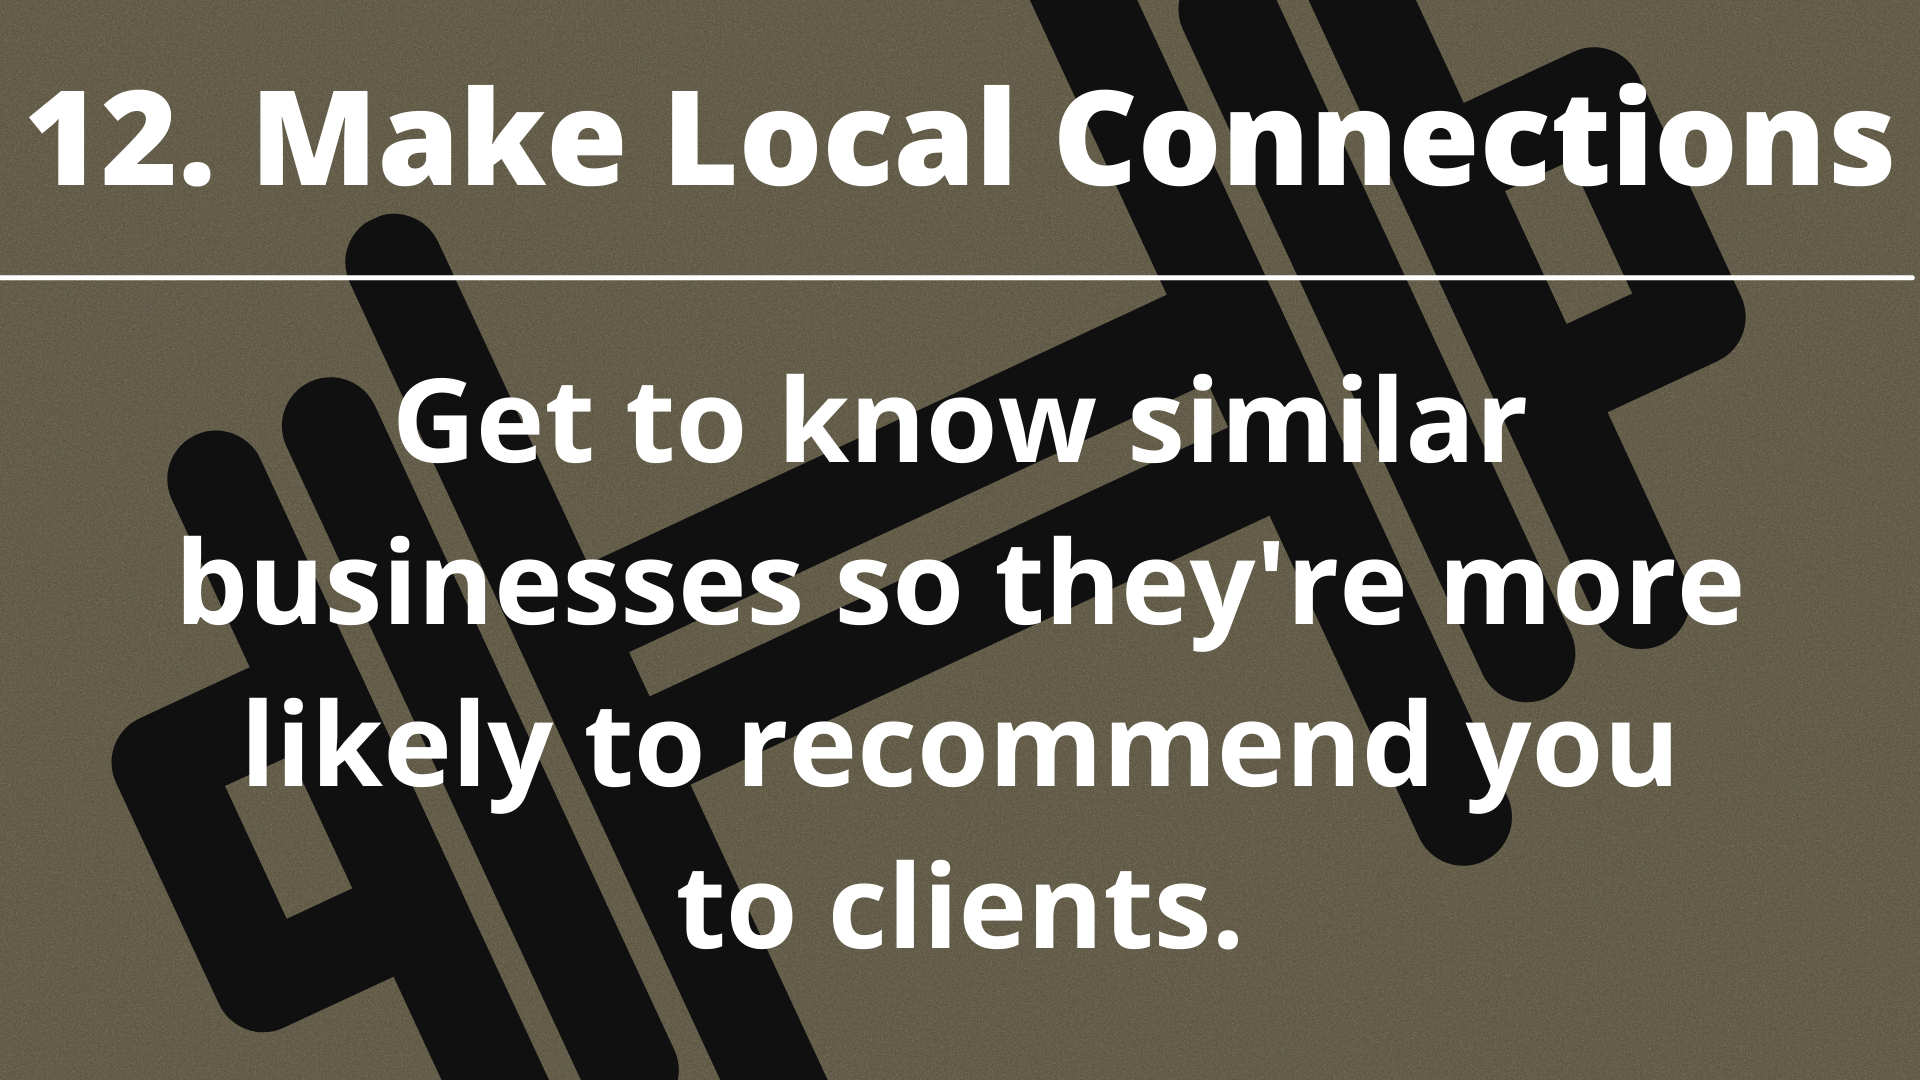 12. Make Local Connections
Get to know similar
businesses so they're more
likely to recommend you
to clients.